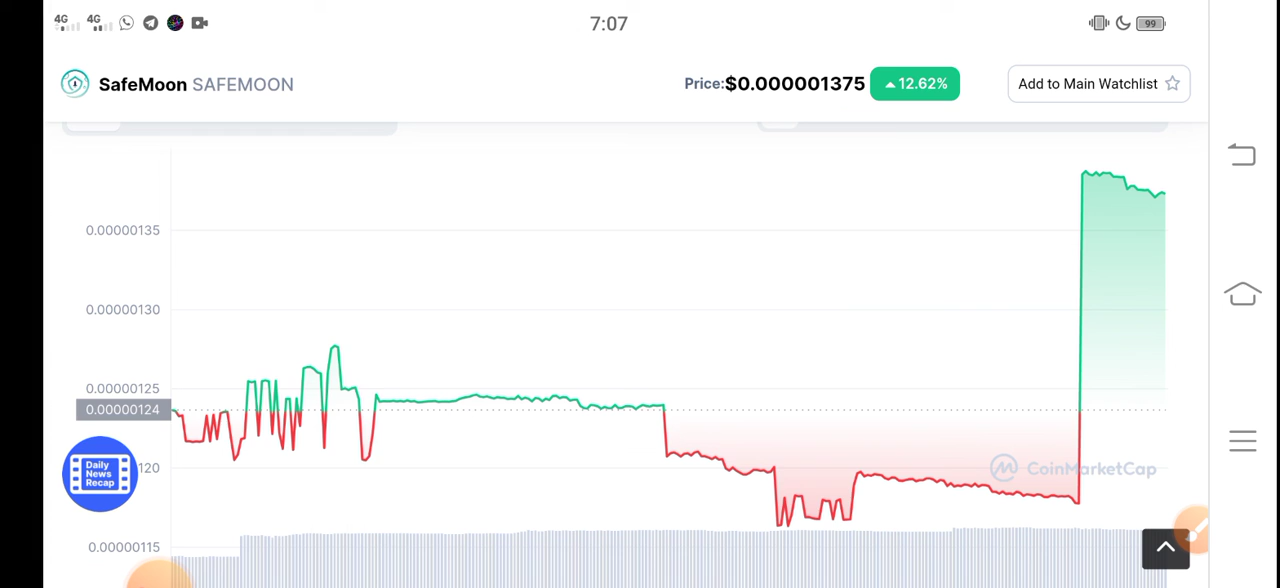 4G 4G 7:07 99
SafeMoon SAFEMOON Price:$0.000001375 12.62% Add to Main Watchlist
0.00000135
0.00000130
0.00000125
0.00000124
Daily
News
Recap
120
CoinMarketCap
0.00000115